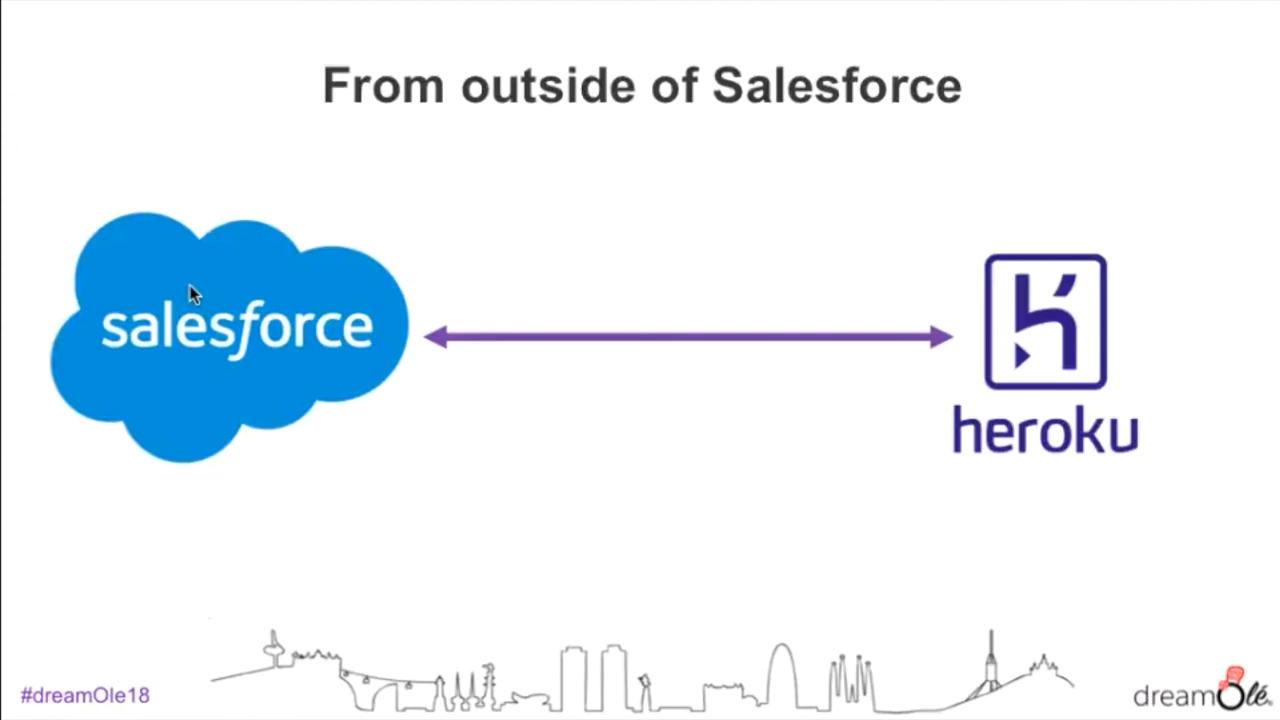 From outside of Salesforce
salesforce
heroku
#dreamOle18
dreamOlé